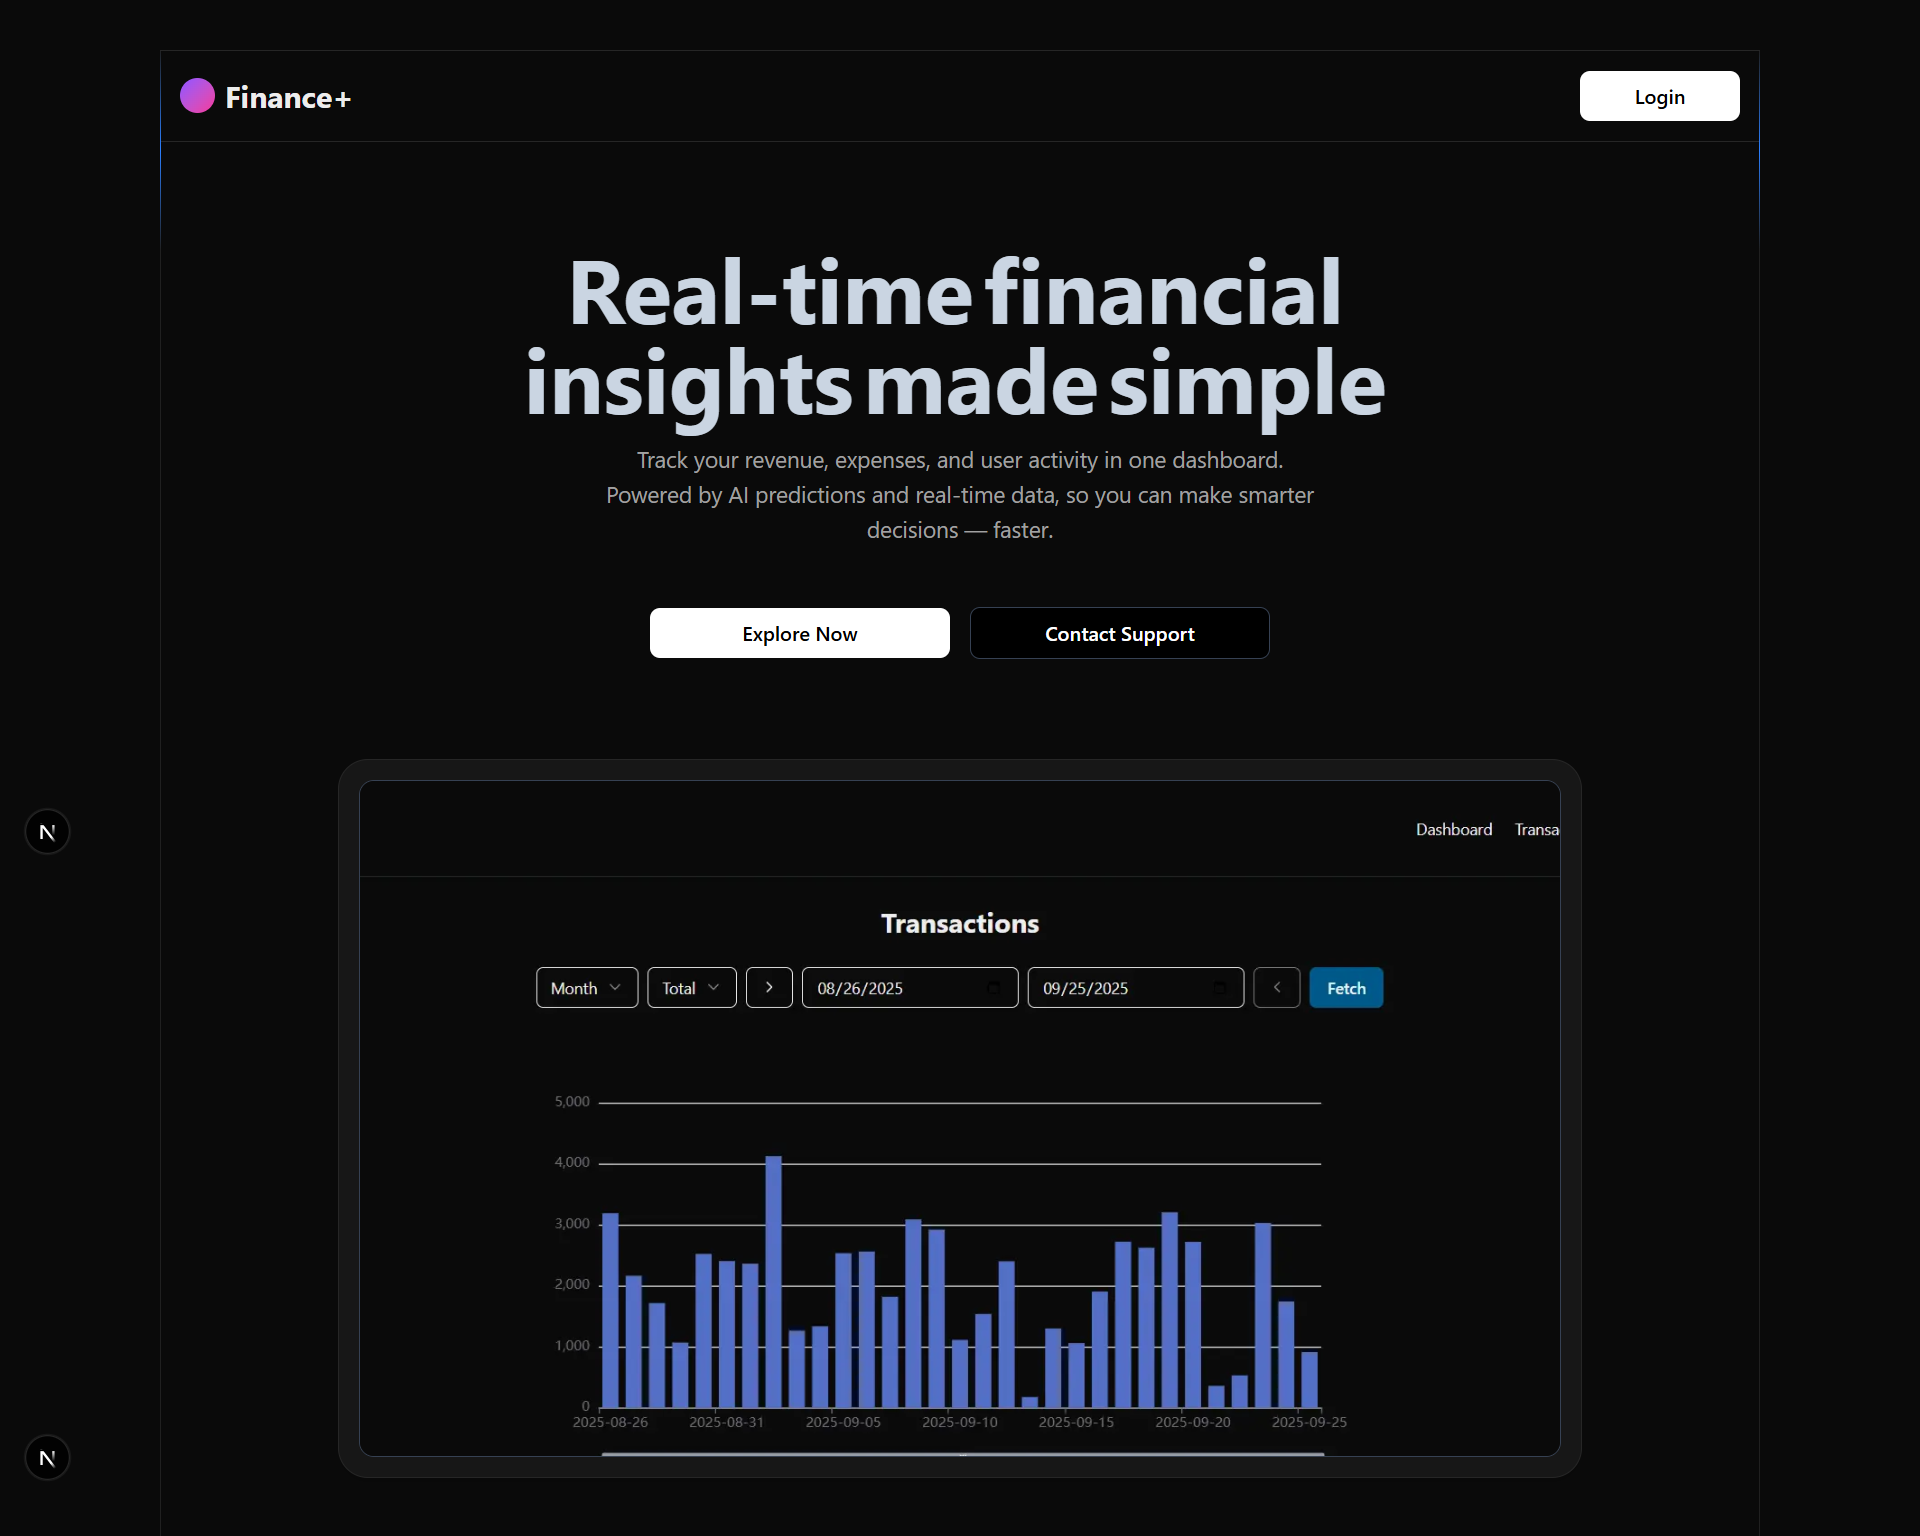 Finance+
Login
Real-time financial
insights made simple
Track your revenue, expenses, and user activity in one dashboard.
Powered by AI predictions and real-time data, so you can make smarter
decisions — faster.
Explore Now
Contact Support
N
Dashboard
Transa
Transactions
Month
Total
08/26/2025
09/25/2025
Fetch
5,000
4,000
3,000
2,000
1,000
0
2025-08-26
2025-08-31
2025-09-05
2025-09-10
2025-09-15
2025-09-20
2025-09-25
N